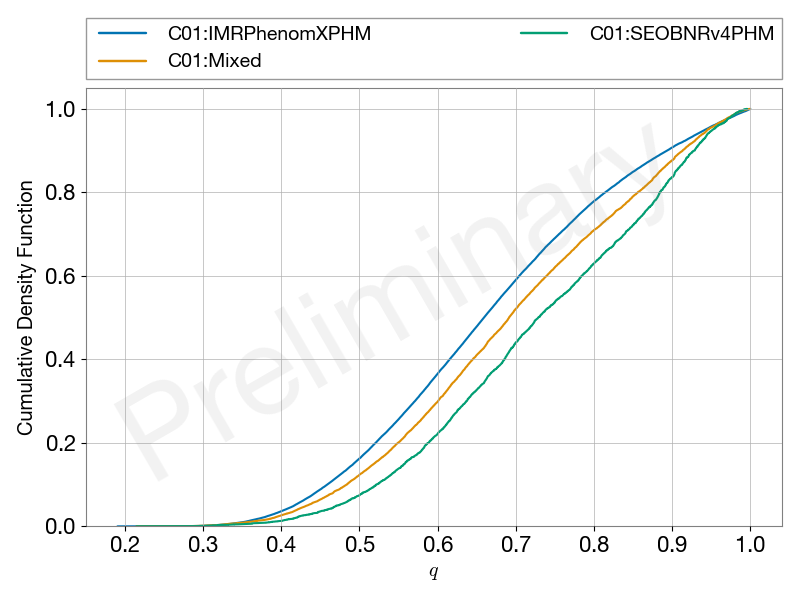 C01:IMRPhenomXPHM
C01:Mixed
C01:SEOBNRv4PHM
Cumulative Density Function
1.0
0.8
0.6
0.4
0.2
0.0
Preliminary
0.2 0.3 0.4 0.5 0.6 0.7 0.8 0.9 1.0
q